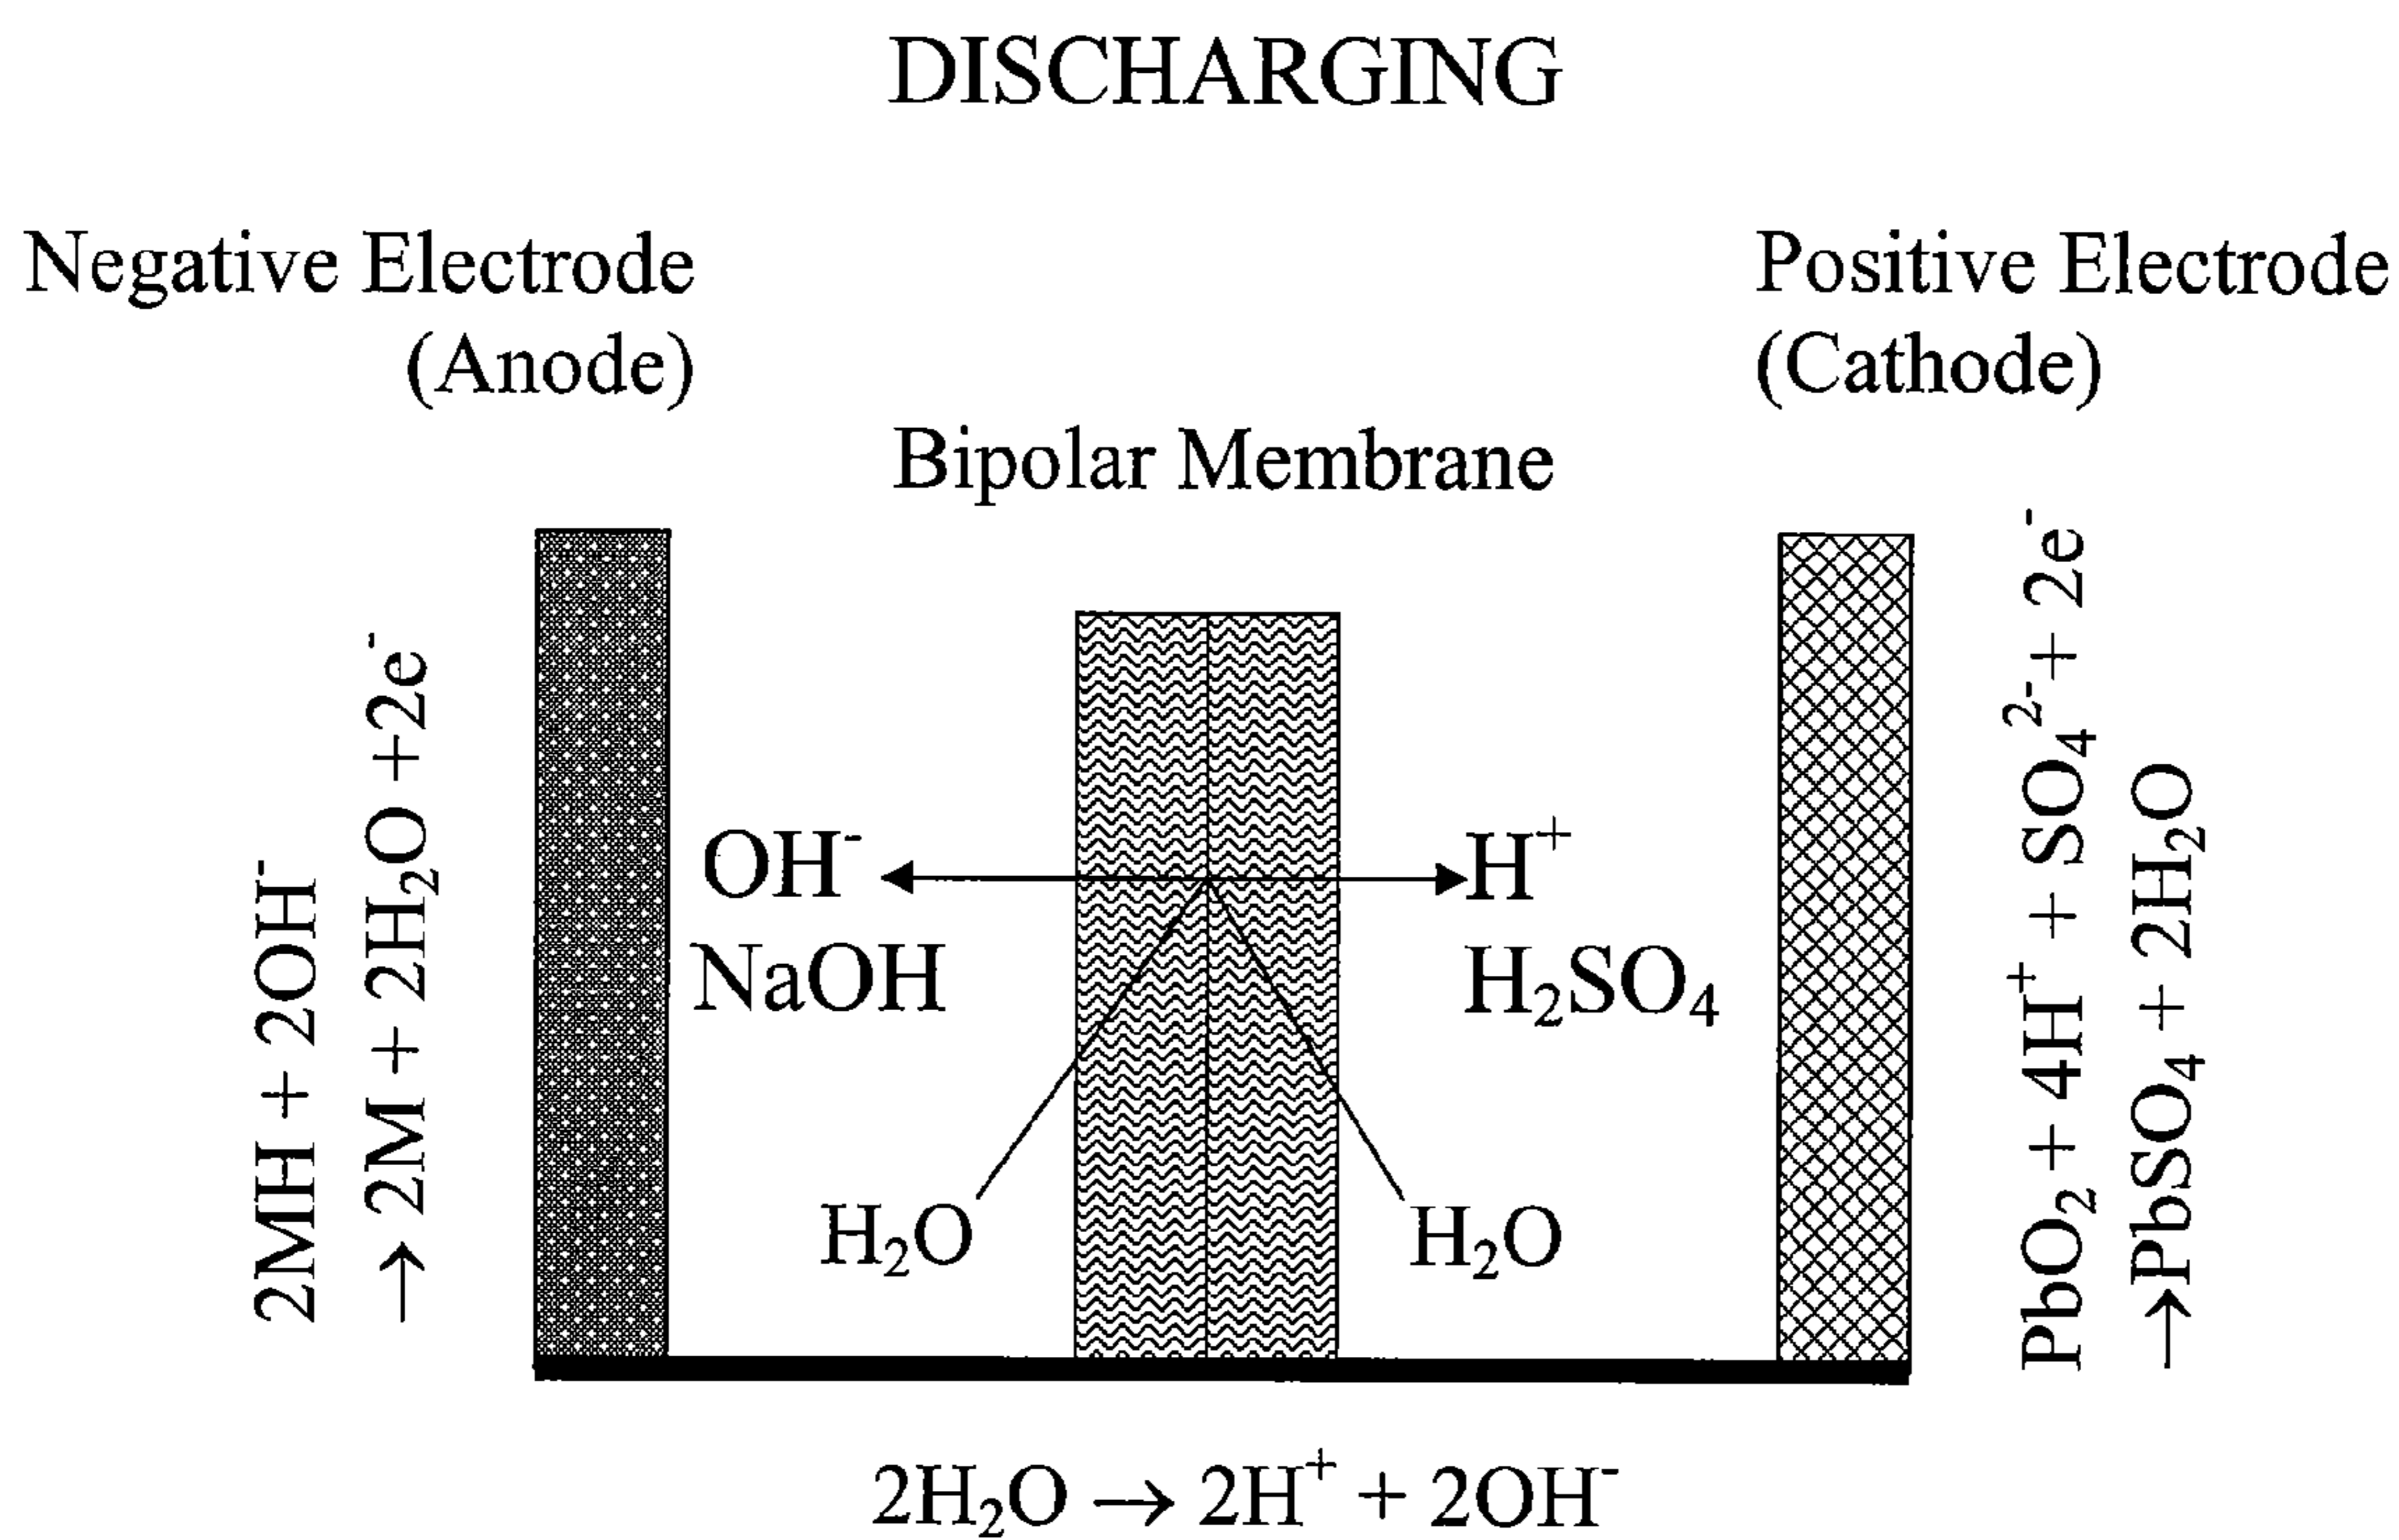 DISCHARGING
Negative Electrode
(Anode)
Positive Electrode
(Cathode)
Bipolar Membrane
2MH + 2OH⁻
→ 2M + 2H₂O +2e⁻
OH⁻
NaOH
H₂O
H⁺
H₂SO₄
H₂O
PbO₂ + 4H⁺ + SO₄²⁻ + 2e⁻
→PbSO₄ + 2H₂O
2H₂O → 2H⁺ + 2OH⁻